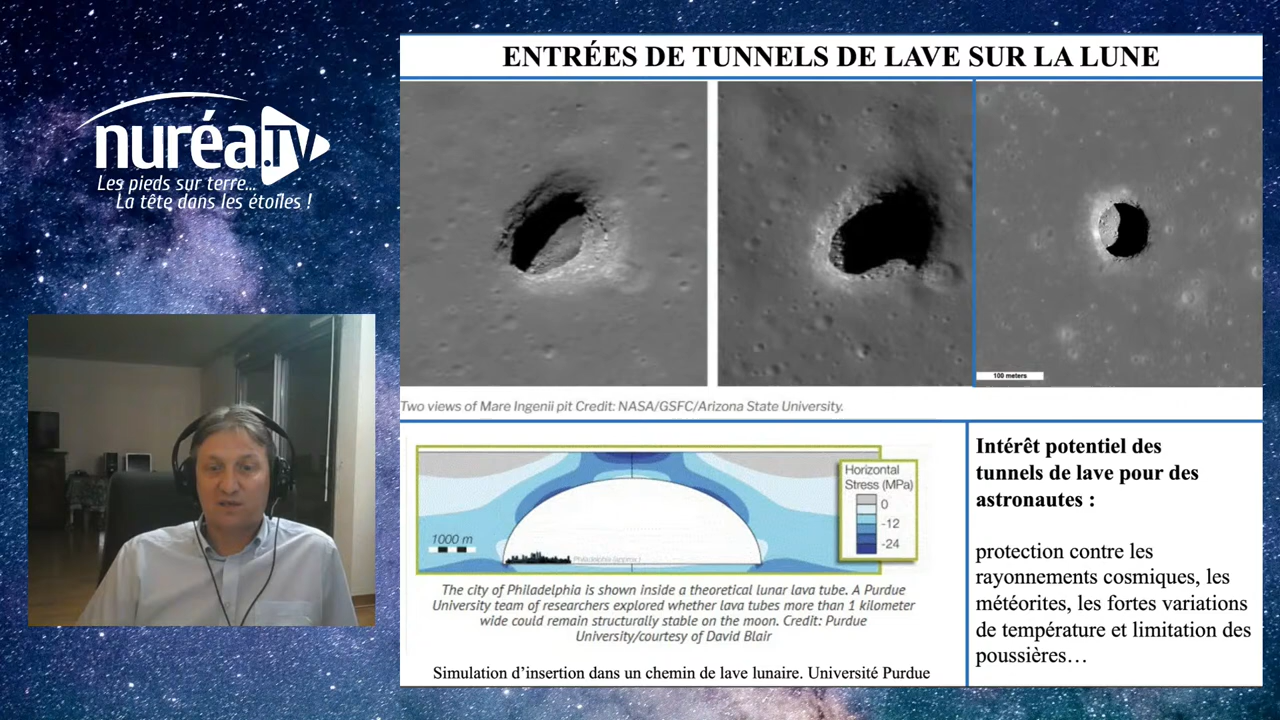 nuréa.TV
Les pieds sur terre...
La tête dans les étoiles !
ENTRÉES DE TUNNELS DE LAVE SUR LA LUNE
100 meters
Two views of Mare Ingenii pit Credit: NASA/GSFC/Arizona State University.
Horizontal
Stress (MPa)
0
-12
-24
1000 m
Philadelphia (approx.)
The city of Philadelphia is shown inside a theoretical lunar lava tube. A Purdue
University team of researchers explored whether lava tubes more than 1 kilometer
wide could remain structurally stable on the moon. Credit: Purdue
University/courtesy of David Blair
Simulation d’insertion dans un chemin de lave lunaire. Université Purdue
Intérêt potentiel des
tunnels de lave pour des
astronautes :
protection contre les
rayonnements cosmiques, les
météorites, les fortes variations
de température et limitation des
poussières…